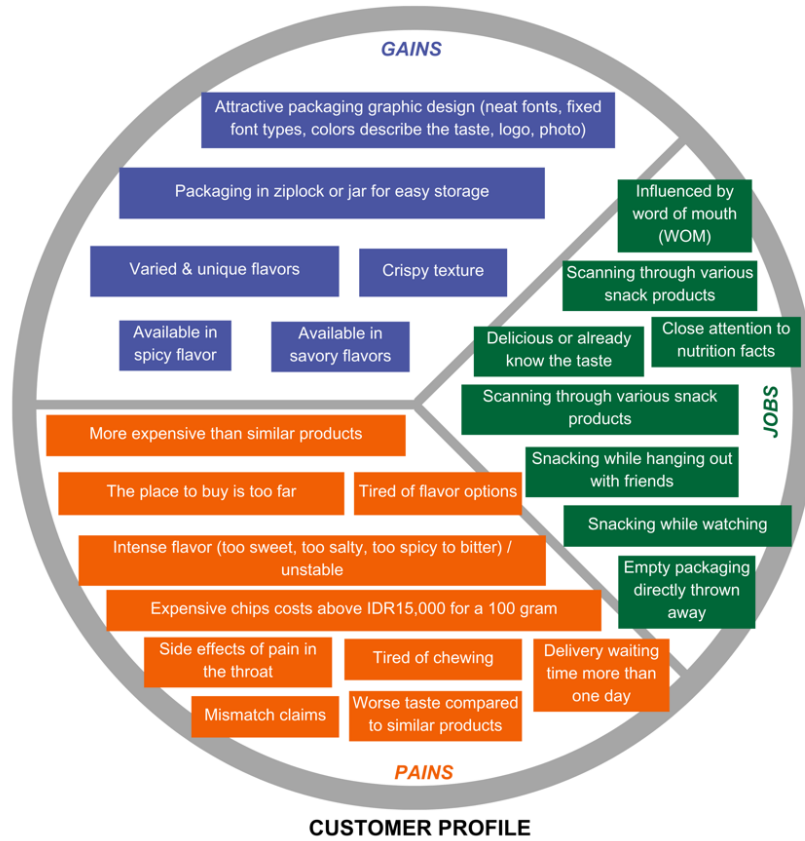 GAINS
Attractive packaging graphic design (neat fonts, fixed
font types, colors describe the taste, logo, photo)
Packaging in ziplock or jar for easy storage
Varied & unique flavors
Crispy texture
Available in
spicy flavor
Available in
savory flavors
Influenced by
word of mouth
(WOM)
Scanning through various
snack products
Delicious or already
know the taste
Close attention to
nutrition facts
Scanning through various snack
products
JOBS
Snacking while hanging out
with friends
Snacking while watching
Empty packaging
directly thrown
away
More expensive than similar products
The place to buy is too far
Tired of flavor options
Intense flavor (too sweet, too salty, too spicy to bitter) /
unstable
Expensive chips costs above IDR15,000 for a 100 gram
Side effects of pain in
the throat
Tired of chewing
Delivery waiting
time more than
one day
Mismatch claims
Worse taste compared
to similar products
PAINS
CUSTOMER PROFILE